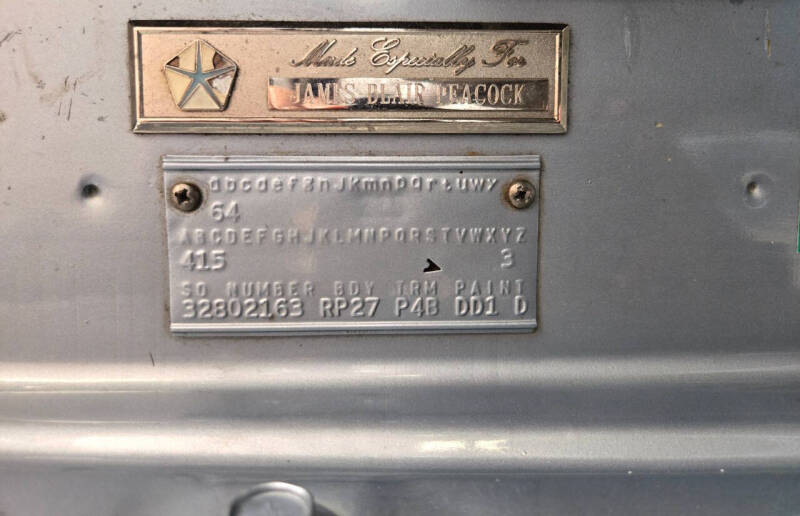 Made Especially For
JAMES BLAIR PEACOCK
abcdefghjkmnpqrtuwxy
64
ABCDEFGHJKLMNPQRSTVWXYZ
415 3
SO NUMBER BDY TRM PAINT
32802163 RP27 P4B DD1 D